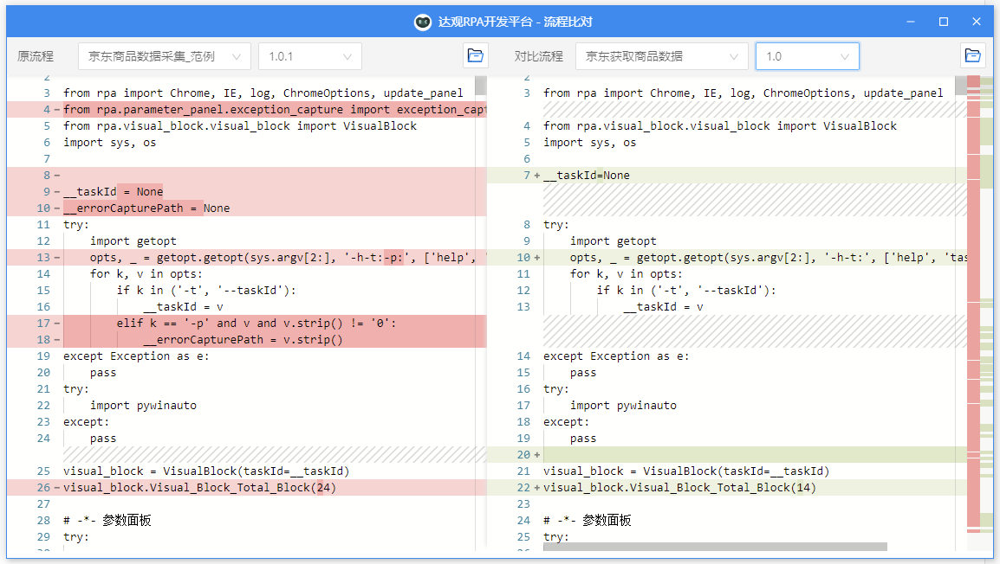 达观RPA开发平台 - 流程比对
原流程 京东商品数据采集_范例 1.0.1
对比流程 京东获取商品数据 1.0
2
3 from rpa import Chrome, IE, log, ChromeOptions, update_panel
4 - from rpa.parameter_panel.exception_capture import exception_capt
5 from rpa.visual_block.visual_block import VisualBlock
6 import sys, os
7
8 -
9 - __taskId = None
10 - __errorCapturePath = None
11 try:
12 import getopt
13 - opts, _ = getopt.getopt(sys.argv[2:], '-h-t:-p:', ['help', '
14 for k, v in opts:
15 if k in ('-t', '--taskId'):
16 __taskId = v
17 - elif k == '-p' and v and v.strip() != '0':
18 - __errorCapturePath = v.strip()
19 except Exception as e:
20 pass
21 try:
22 import pywinauto
23 except:
24 pass
25 visual_block = VisualBlock(taskId=__taskId)
26 - visual_block.Visual_Block_Total_Block(24)
27
28 # -*- 参数面板
29 try:
2
3 from rpa import Chrome, IE, log, ChromeOptions, update_panel
4 from rpa.visual_block.visual_block import VisualBlock
5 import sys, os
6
7 + __taskId=None
8 try:
9 import getopt
10 + opts, _ = getopt.getopt(sys.argv[2:], '-h-t:', ['help', 'tas
11 for k, v in opts:
12 if k in ('-t', '--taskId'):
13 __taskId = v
14 except Exception as e:
15 pass
16 try:
17 import pywinauto
18 except:
19 pass
20 +
21 visual_block = VisualBlock(taskId=__taskId)
22 + visual_block.Visual_Block_Total_Block(14)
23
24 # -*- 参数面板
25 try: